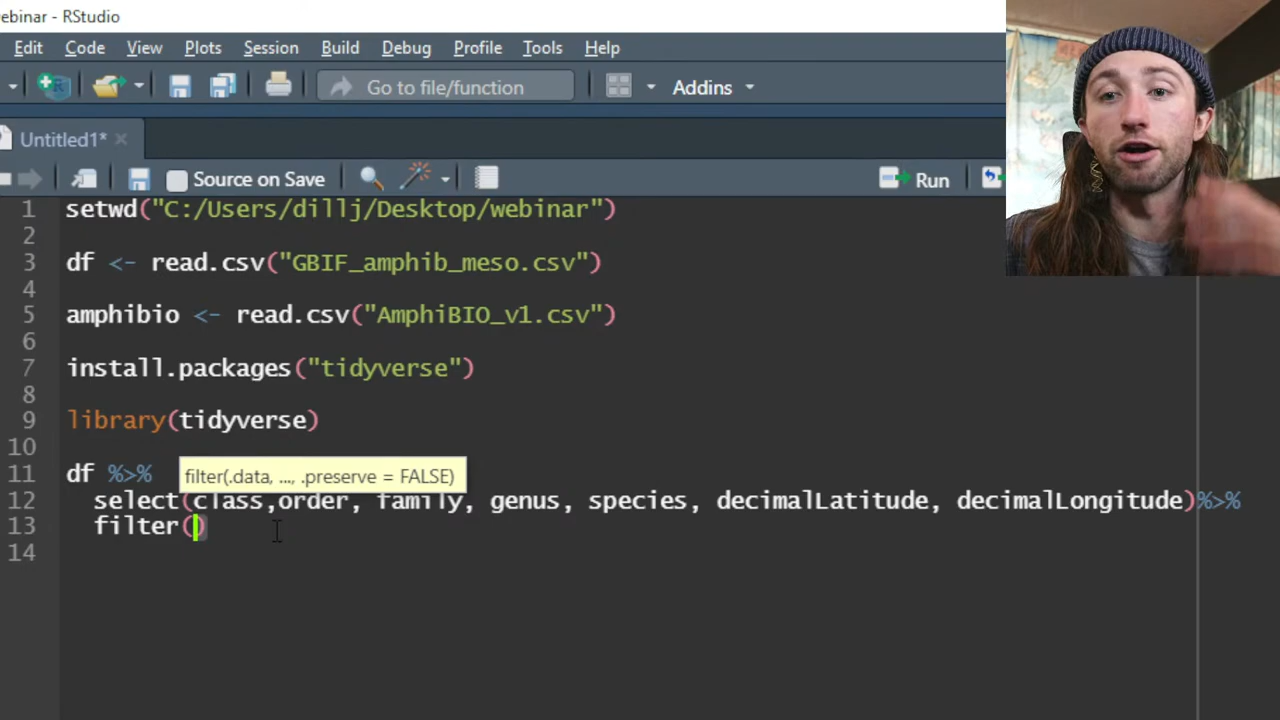 ebinar - RStudio
Edit Code View Plots Session Build Debug Profile Tools Help
Go to file/function Addins
Untitled1*
Source on Save Run
1 setwd("C:/Users/dillj/Desktop/webinar")
2
3 df <- read.csv("GBIF_amphib_meso.csv")
4
5 amphibio <- read.csv("AmphiBIO_v1.csv")
6
7 install.packages("tidyverse")
8
9 library(tidyverse)
10
11 df %>%
filter(.data, ..., .preserve = FALSE)
12 select(class,order, family, genus, species, decimalLatitude, decimalLongitude)%>%
13 filter()
14